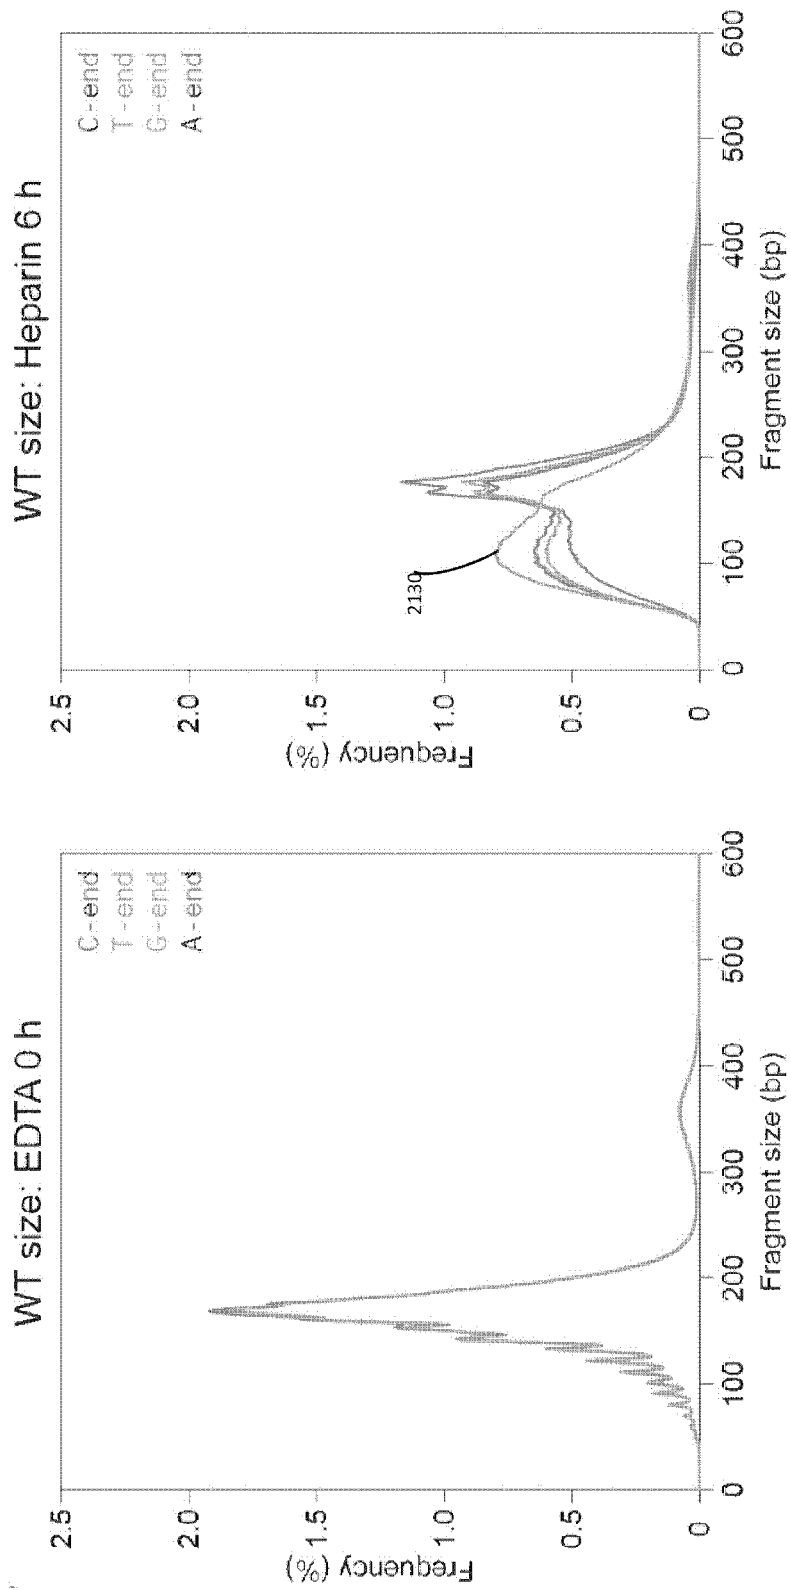 WT size: EDTA 0 h
2.5
2.0
1.5
1.0
0.5
0
Frequency (%)
C-end
T-end
G-end
A-end
0
100
200
300
400
500
600
Fragment size (bp)
WT size: Heparin 6 h
2.5
2.0
1.5
1.0
0.5
0
Frequency (%)
C-end
T-end
G-end
A-end
2130
0
100
200
300
400
500
600
Fragment size (bp)